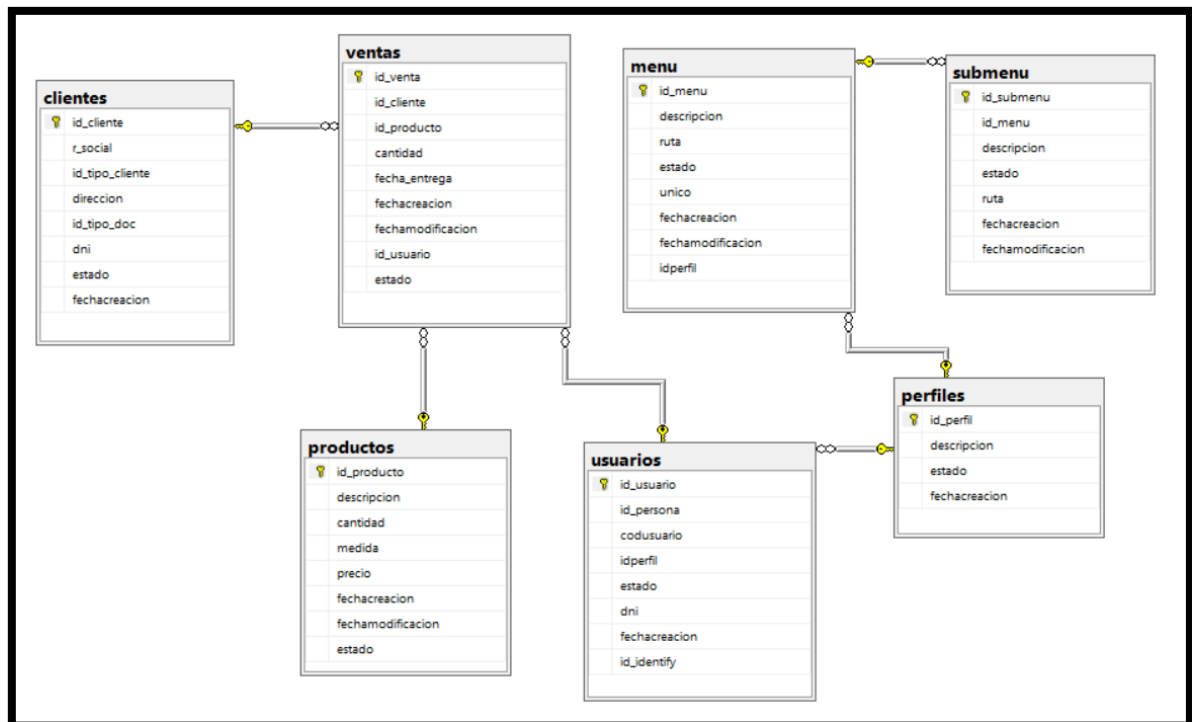 clientes
id_cliente
r_social
id_tipo_cliente
direccion
id_tipo_doc
dni
estado
fechacreacion
ventas
id_venta
id_cliente
id_producto
cantidad
fecha_entrega
fechacreacion
fechamodificacion
id_usuario
estado
menu
id_menu
descripcion
ruta
estado
unico
fechacreacion
fechamodificacion
idperfil
submenu
id_submenu
id_menu
descripcion
estado
ruta
fechacreacion
fechamodificacion
productos
id_producto
descripcion
cantidad
medida
precio
fechacreacion
fechamodificacion
estado
usuarios
id_usuario
id_persona
codusuario
idperfil
estado
dni
fechacreacion
id_identify
perfiles
id_perfil
descripcion
estado
fechacreacion